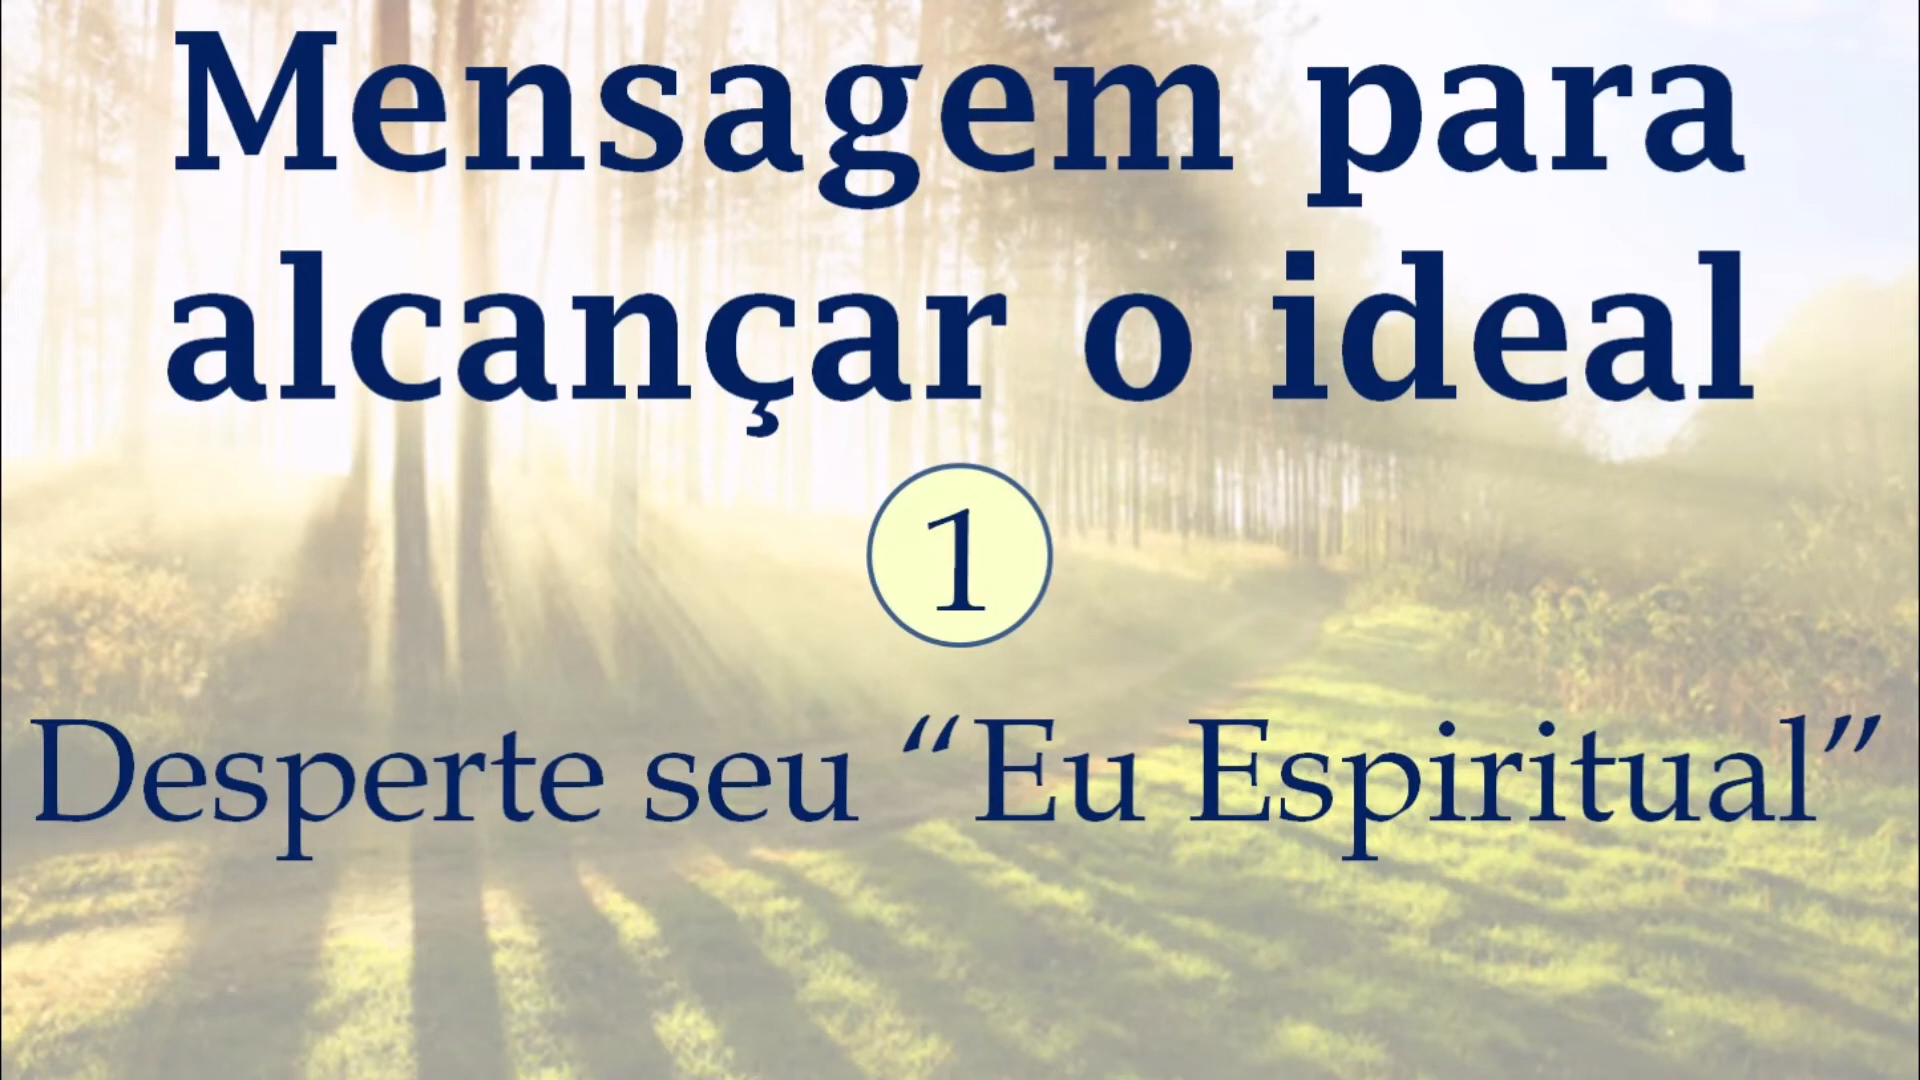 Mensagem para
alcançar o ideal
1
Desperte seu “Eu Espiritual”